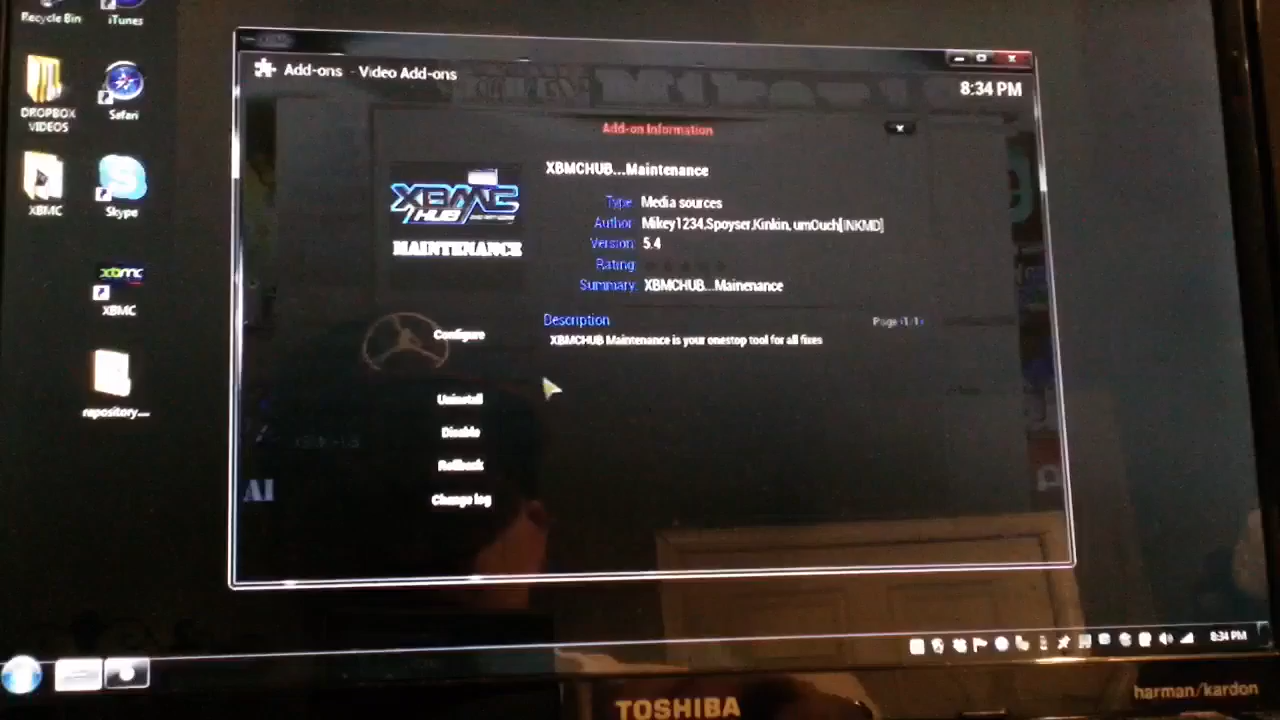 Recycle Bin
iTunes
DROPBOX
VIDEOS
Safari
XBMC
Skype
xbmc
XBMC
repository....
Add-ons - Video Add-ons
8:34 PM
Add-on Information
x
XBMC
HUB
MAINTENANCE
XBMCHUB...Maintenance
Type: Media sources
Author: Mikey1234,Spoyser,Kinkin, umOuch[INKMD]
Version: 5.4
Rating:
Summary: XBMCHUB...Mainenance
Description
Page (1/1)
XBMCHUB Maintenance is your onestop tool for all fixes
Configure
Uninstall
Disable
Rollback
Change log
AI
8:34 PM
TOSHIBA
harman/kardon